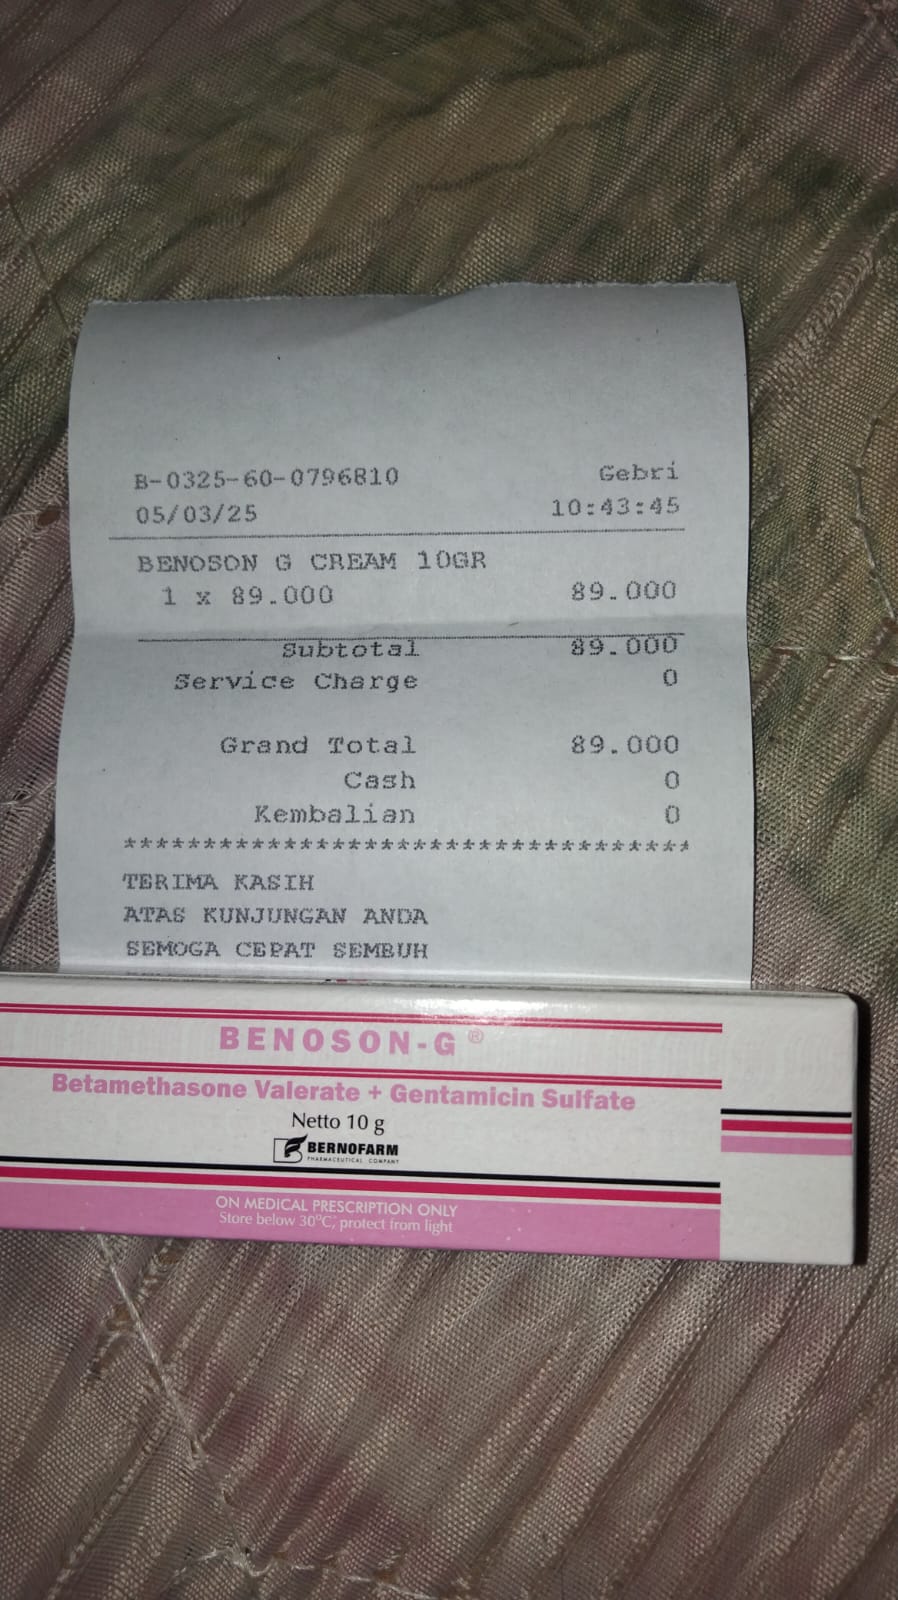 B-0325-60-0796810 Gebri
05/03/25 10:43:45
BENOSON G CREAM 10GR
1 x 89.000 89.000
Subtotal 89.000
Service Charge 0
Grand Total 89.000
Cash 0
Kembalian 0
************************************
TERIMA KASIH
ATAS KUNJUNGAN ANDA
SEMOGA CEPAT SEMBUH
BENOSON-G®
Betamethasone Valerate + Gentamicin Sulfate
Netto 10 g
BERNOFARM
PHARMACEUTICAL COMPANY
ON MEDICAL PRESCRIPTION ONLY
Store below 30°C, protect from light